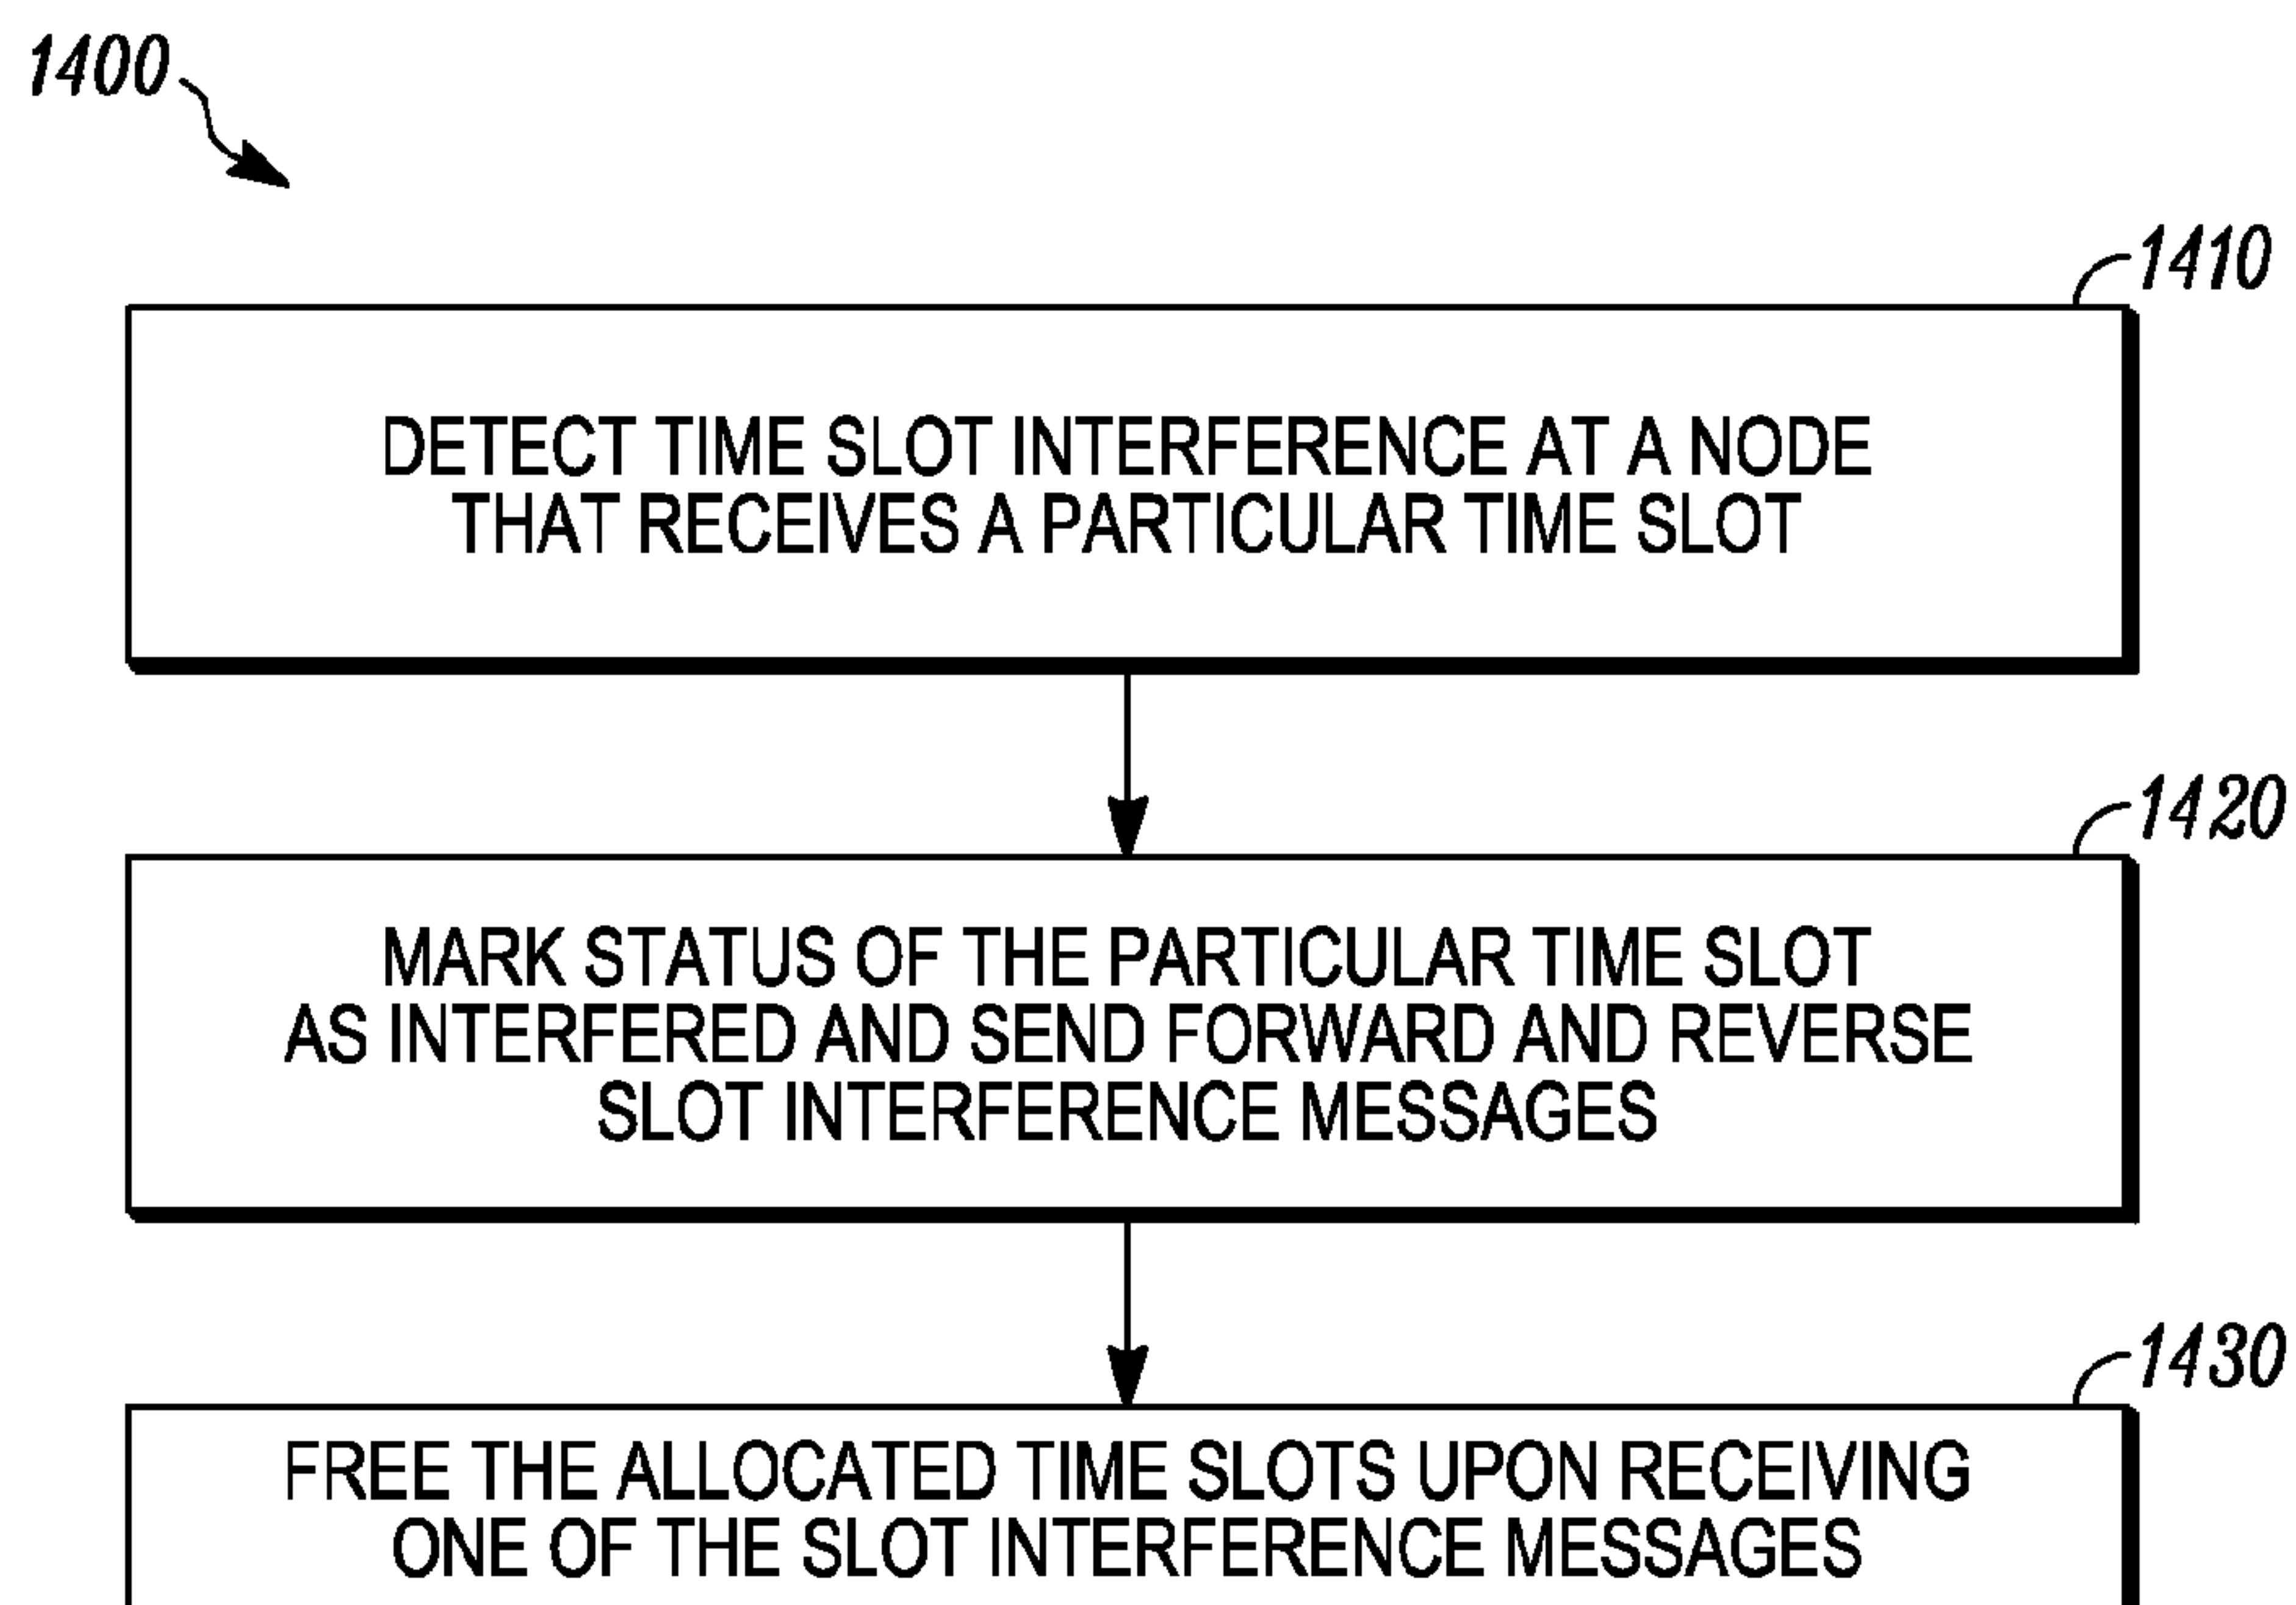 1400
1410
DETECT TIME SLOT INTERFERENCE AT A NODE
THAT RECEIVES A PARTICULAR TIME SLOT
1420
MARK STATUS OF THE PARTICULAR TIME SLOT
AS INTERFERED AND SEND FORWARD AND REVERSE
SLOT INTERFERENCE MESSAGES
1430
FREE THE ALLOCATED TIME SLOTS UPON RECEIVING
ONE OF THE SLOT INTERFERENCE MESSAGES